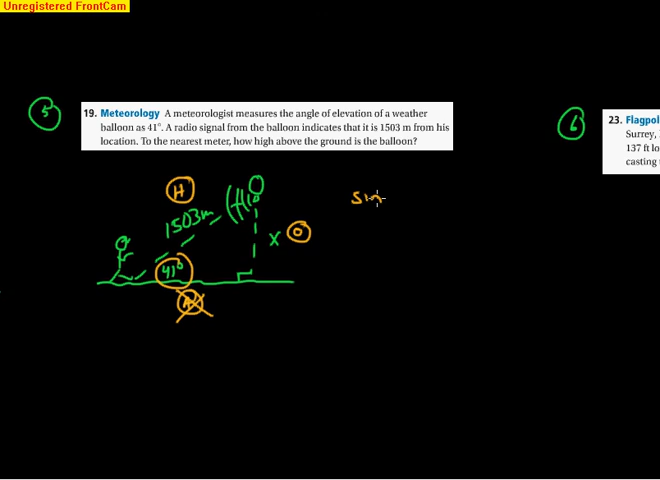 Unregistered FrontCam
5
19. Meteorology A meteorologist measures the angle of elevation of a weather
balloon as 41°. A radio signal from the balloon indicates that it is 1503 m from his
location. To the nearest meter, how high above the ground is the balloon?
6
23. Flagpol
Surrey,
137 ft lo
casting
H
1503m
sin
x O
41°
A